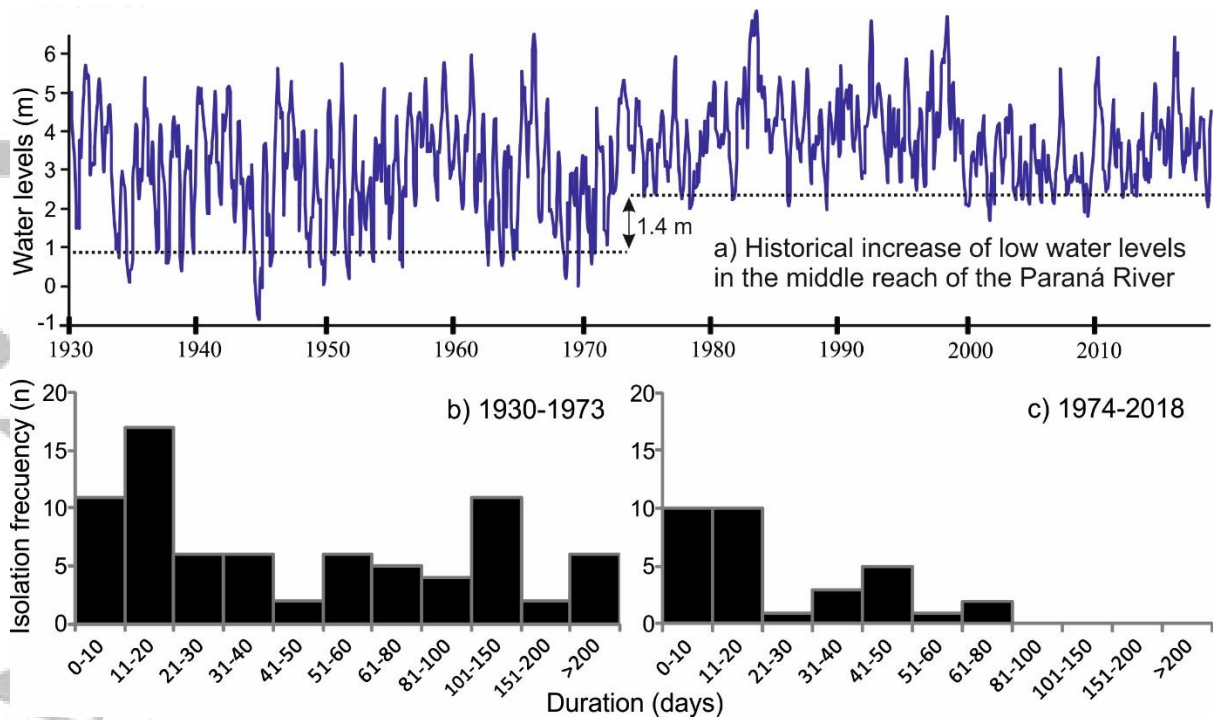 6
5
4
3
2
1
0
-1
Water levels (m)
1.4 m
a) Historical increase of low water levels
in the middle reach of the Paraná River
1930 1940 1950 1960 1970 1980 1990 2000 2010
20
15
10
5
0
Isolation frecuency (n)
b) 1930-1973
0-10 11-20 21-30 31-40 41-50 51-60 61-80 81-100 101-150 151-200 >200
20
15
10
5
0
c) 1974-2018
0-10 11-20 21-30 31-40 41-50 51-60 61-80 81-100 101-150 151-200 >200
Duration (days)